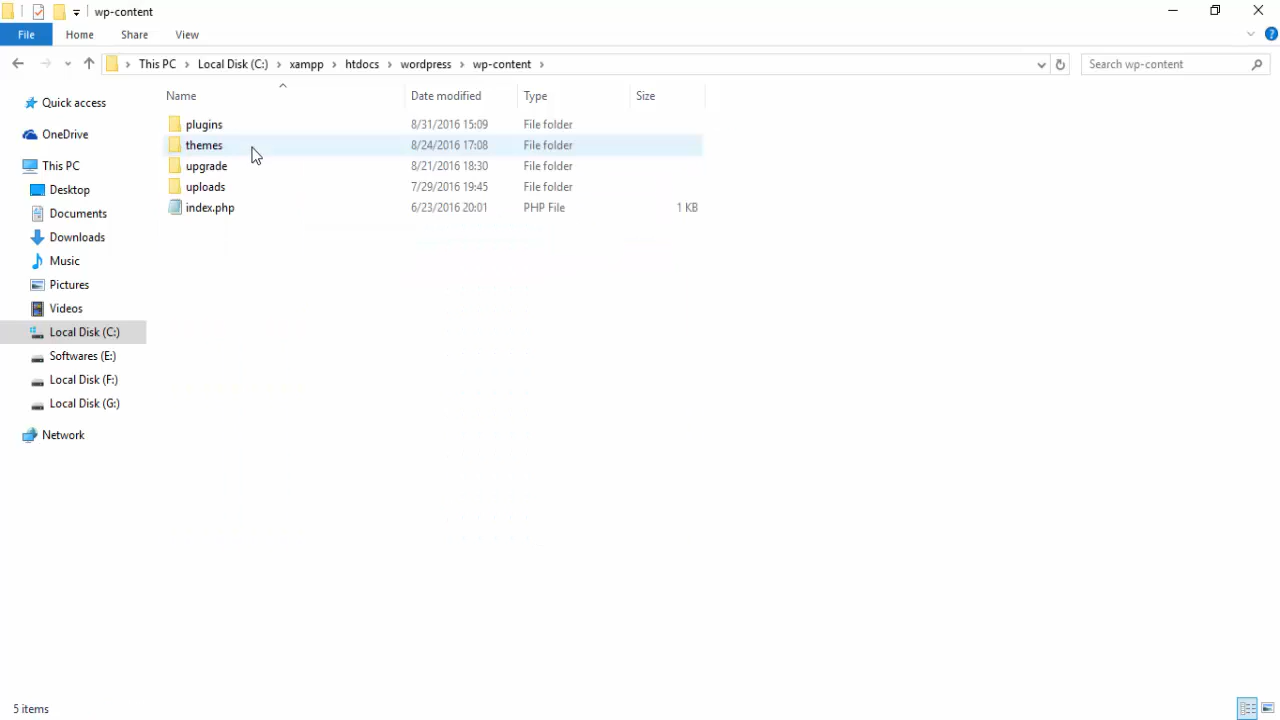 wp-content
File Home Share View
This PC Local Disk (C:) xampp htdocs wordpress wp-content
Search wp-content
Name Date modified Type Size
plugins 8/31/2016 15:09 File folder
themes 8/24/2016 17:08 File folder
upgrade 8/21/2016 18:30 File folder
uploads 7/29/2016 19:45 File folder
index.php 6/23/2016 20:01 PHP File 1 KB
Quick access
OneDrive
This PC
Desktop
Documents
Downloads
Music
Pictures
Videos
Local Disk (C:)
Softwares (E:)
Local Disk (F:)
Local Disk (G:)
Network
5 items